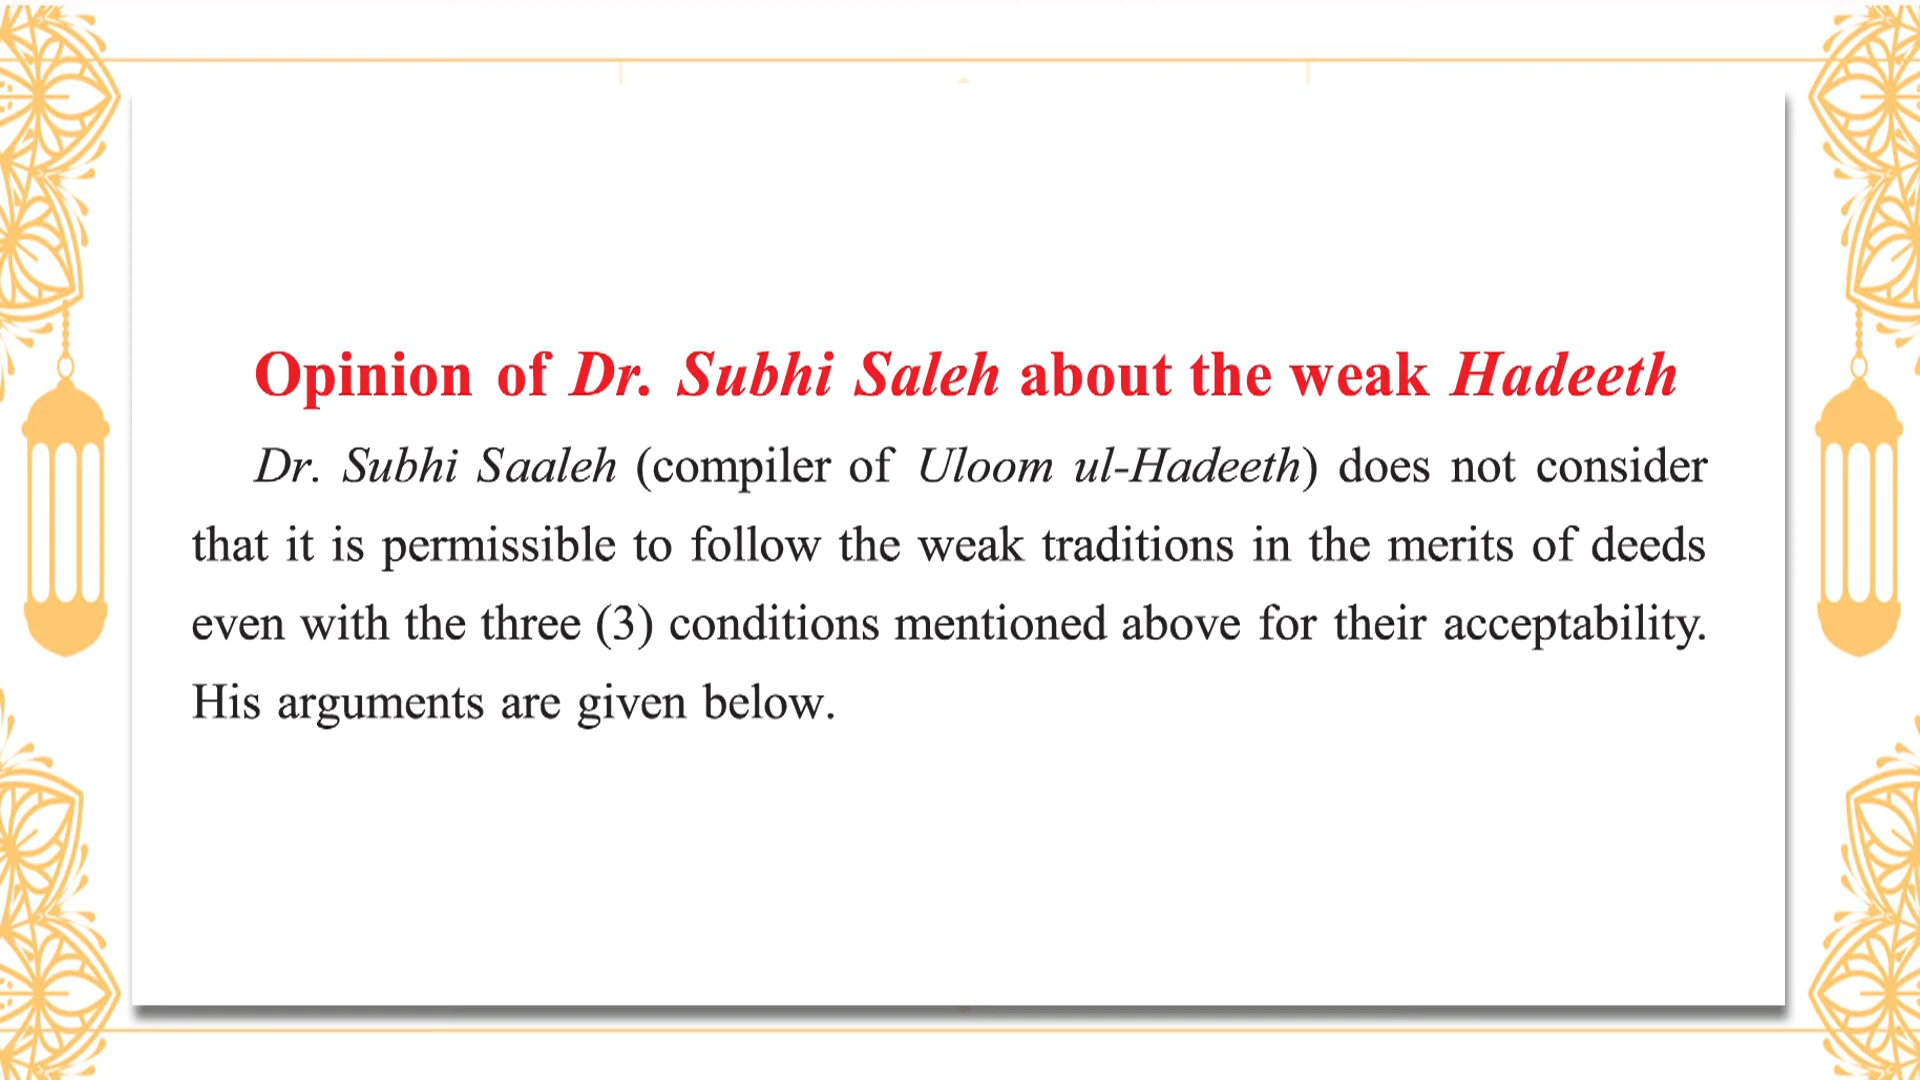 Opinion of Dr. Subhi Saleh about the weak Hadeeth
Dr. Subhi Saaleh (compiler of Uloom ul-Hadeeth) does not consider
that it is permissible to follow the weak traditions in the merits of deeds
even with the three (3) conditions mentioned above for their acceptability.
His arguments are given below.